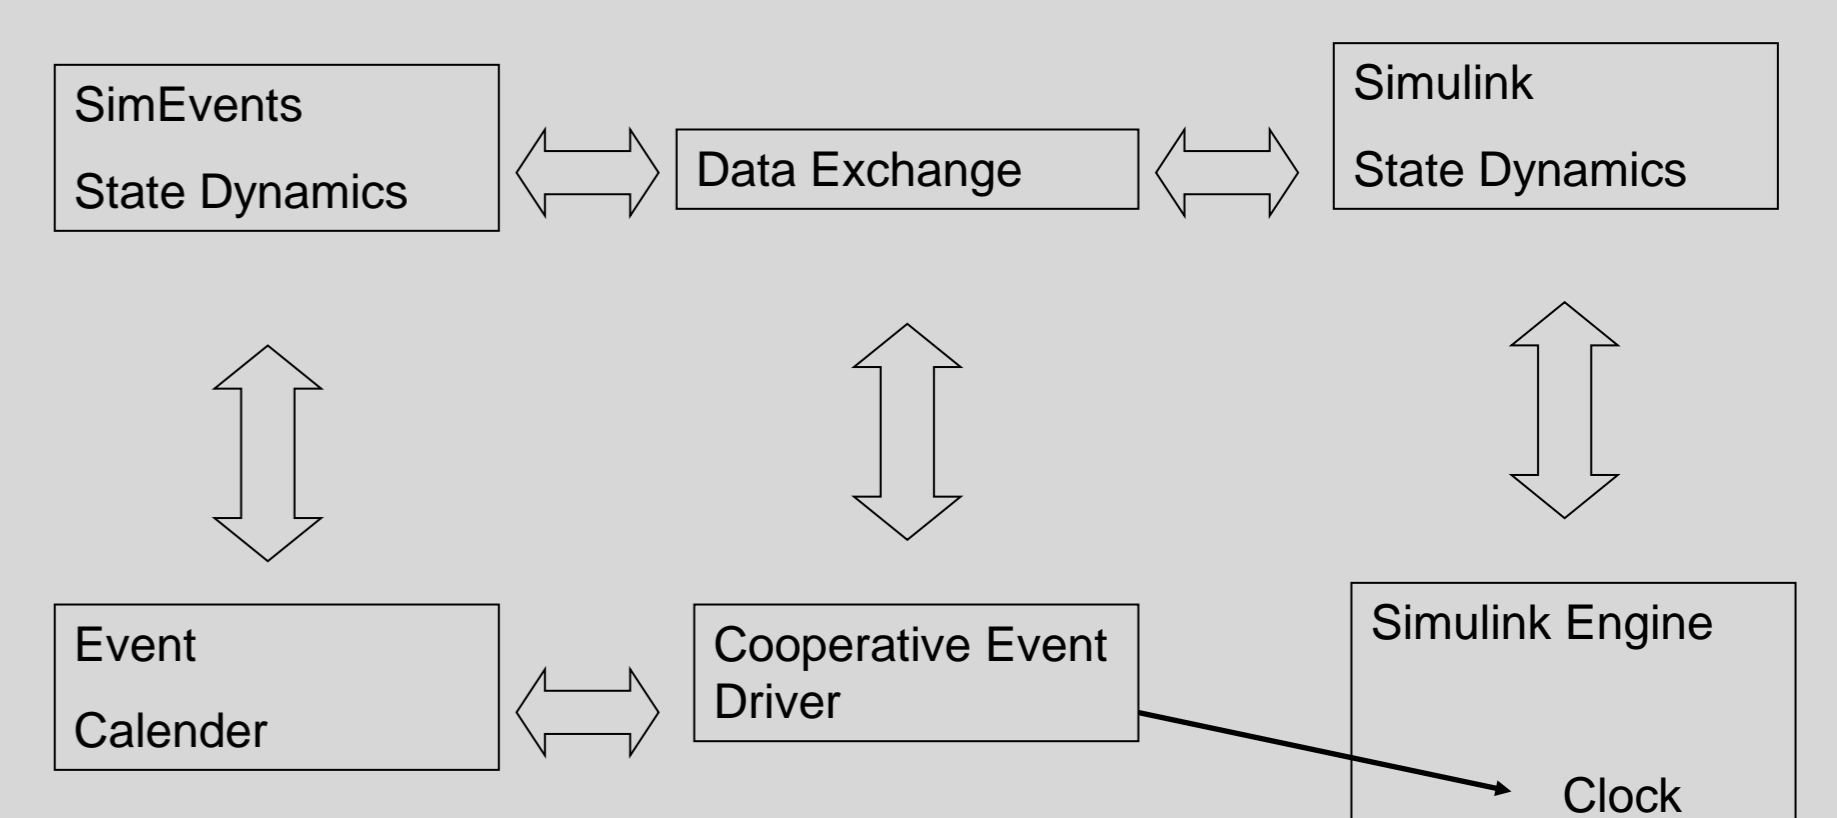 SimEvents
State Dynamics
Data Exchange
Simulink
State Dynamics
Event
Calender
Cooperative Event
Driver
Simulink Engine
Clock